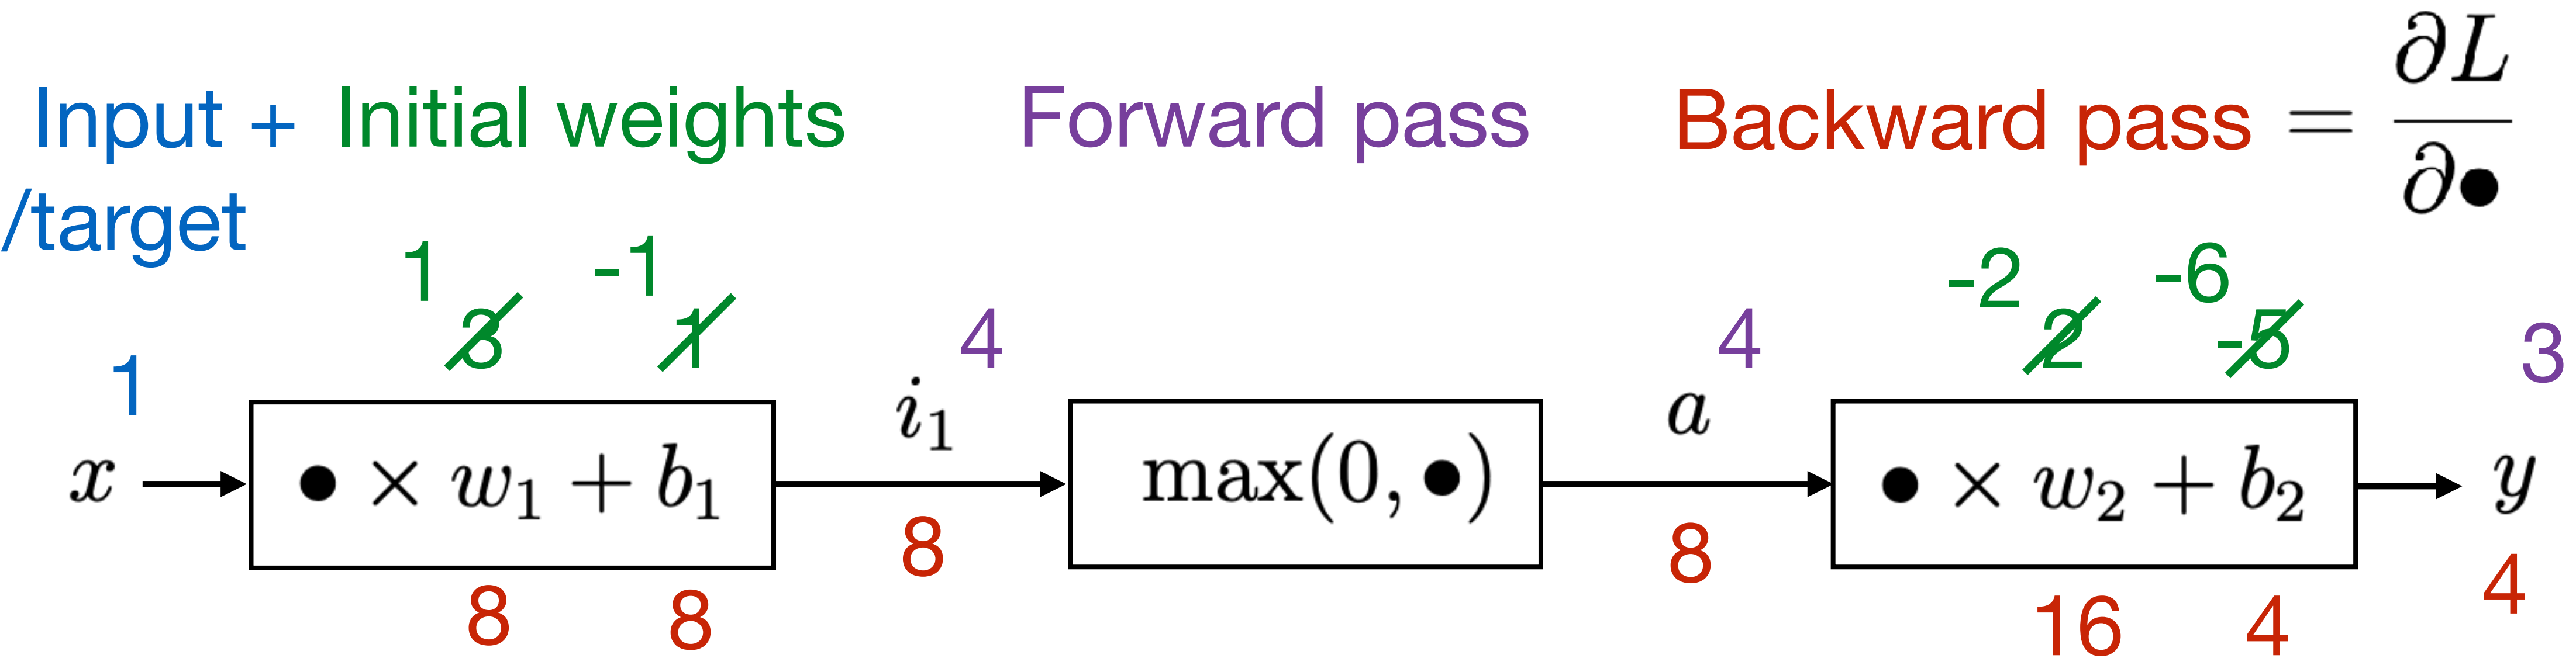 Input + Initial weights Forward pass Backward pass = ∂L/∂●
/target
1 -1 -2 -6
3 1 2 -5
1 4 4 3
x ● × w₁ + b₁ i₁ max(0, ●) a ● × w₂ + b₂ y
8 8 4
8 8 16 4